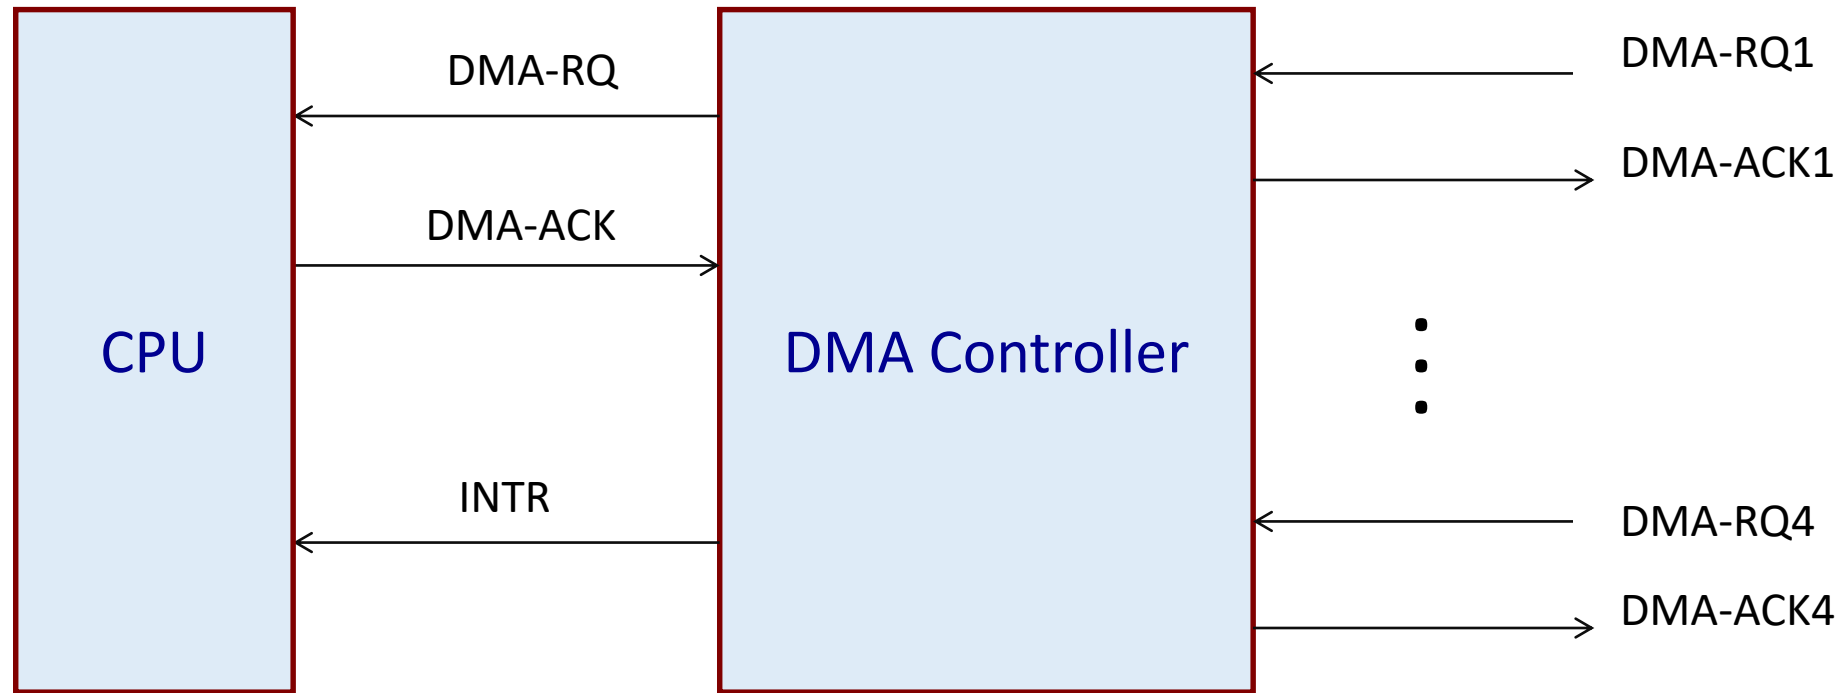 DMA-RQ
DMA-RQ1
DMA-ACK1
DMA-ACK
CPU
DMA Controller
INTR
DMA-RQ4
DMA-ACK4